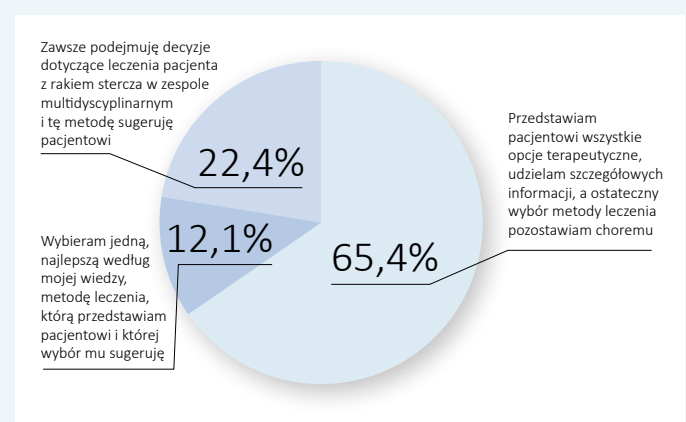 Zawsze podejmuję decyzje
dotyczące leczenia pacjenta
z rakiem stercza w zespole
multidyscyplinarnym
i tę metodę sugeruję
pacjentowi
22,4%
Wybieram jedną,
najlepszą według
mojej wiedzy,
metodę leczenia,
którą przedstawiam
pacjentowi i której
wybór mu sugeruję
12,1%
65,4%
Przedstawiam
pacjentowi wszystkie
opcje terapeutyczne,
udzielam szczegółowych
informacji, a ostateczny
wybór metody leczenia
pozostawiam choremu